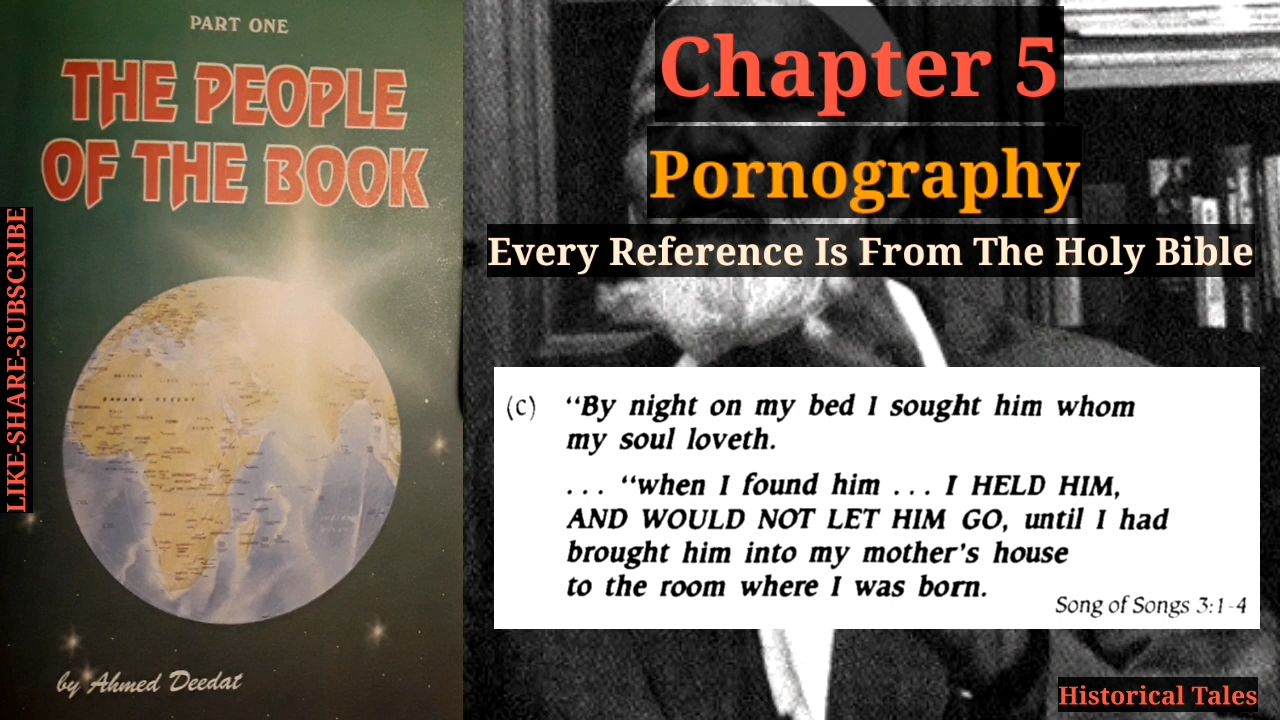 PART ONE
THE PEOPLE
OF THE BOOK
by Ahmed Deedat
LIKE-SHARE-SUBSCRIBE
Chapter 5
Pornography
Every Reference Is From The Holy Bible
(c) “By night on my bed I sought him whom
my soul loveth.
. . . “when I found him . . . I HELD HIM,
AND WOULD NOT LET HIM GO, until I had
brought him into my mother’s house
to the room where I was born.
Song of Songs 3:1-4
Historical Tales